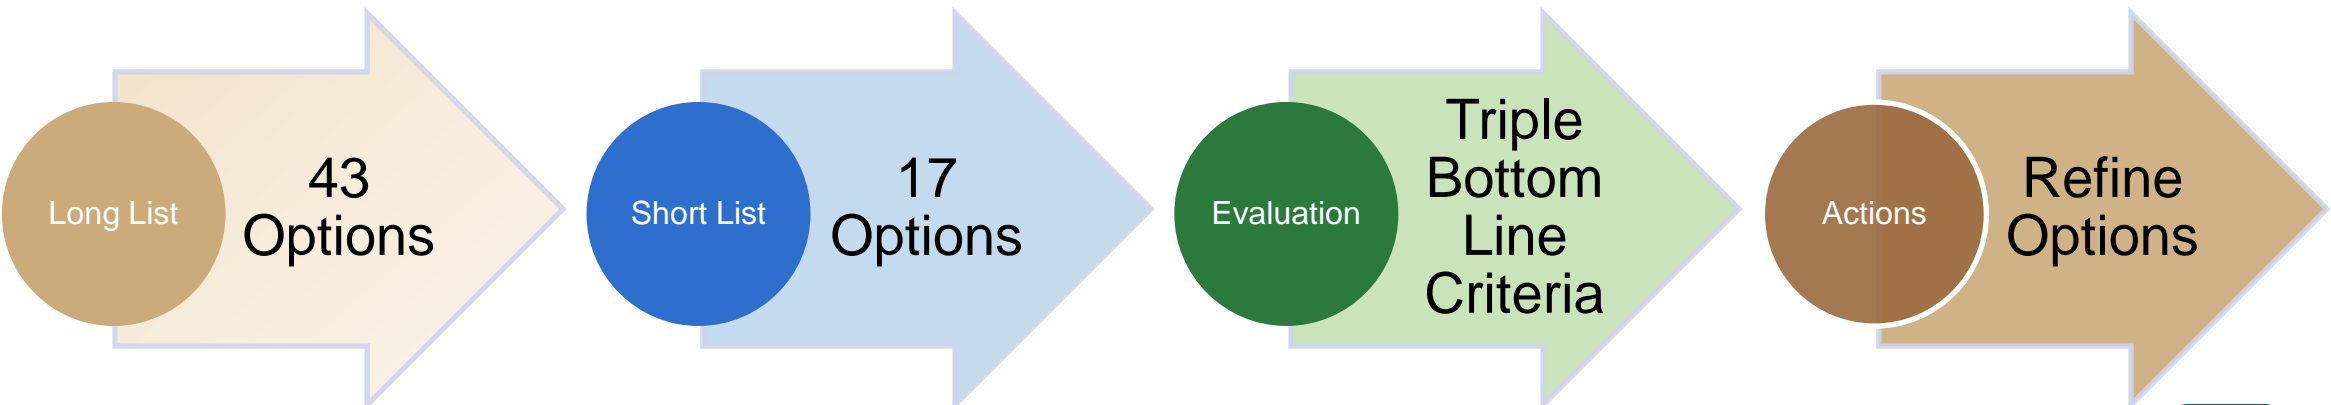 Long List
43
Options
Short List
17
Options
Evaluation
Triple
Bottom
Line
Criteria
Actions
Refine
Options